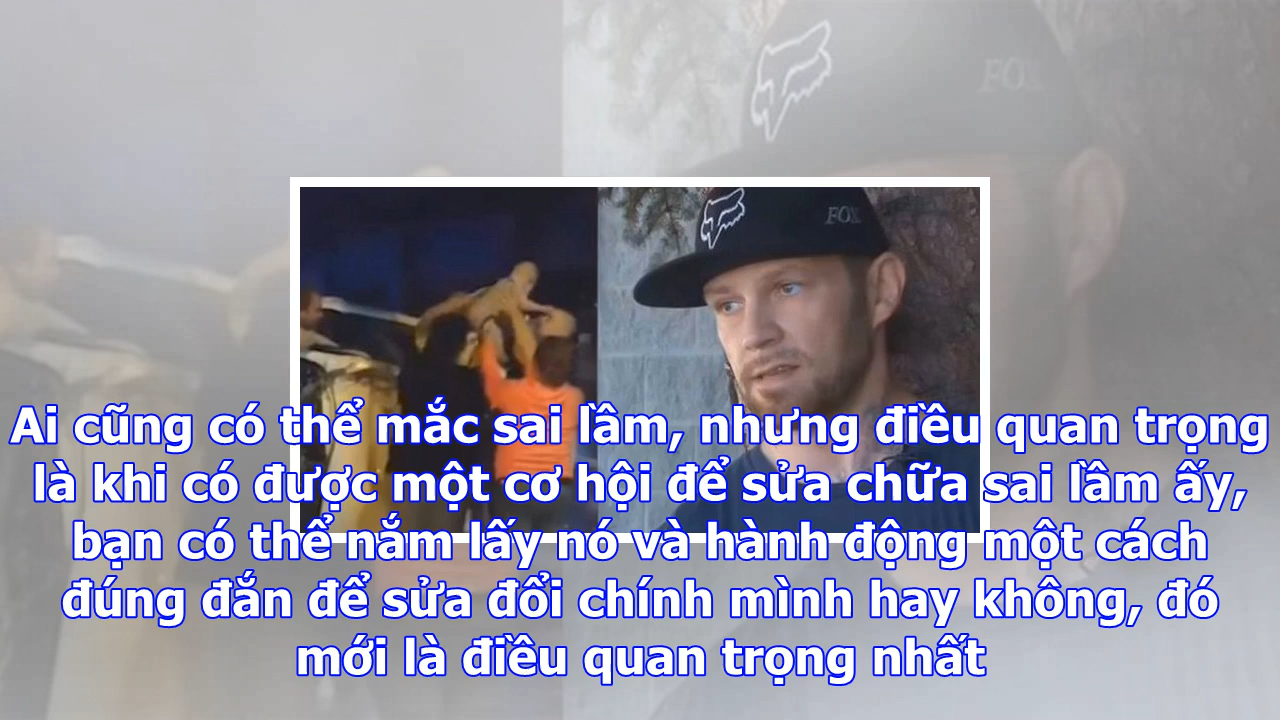 FOX
FOX
Ai cũng có thể mắc sai lầm, nhưng điều quan trọng
là khi có được một cơ hội để sửa chữa sai lầm ấy,
bạn có thể nắm lấy nó và hành động một cách
đúng đắn để sửa đổi chính mình hay không, đó
mới là điều quan trọng nhất